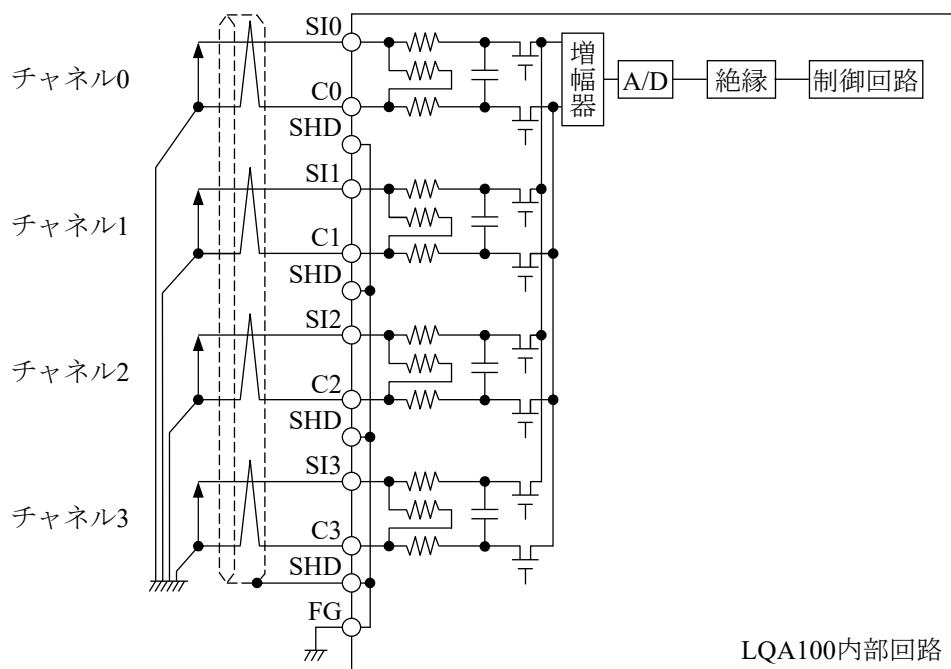 チャネル0
SI0
C0
SHD
増幅器
A/D
絶縁
制御回路
チャネル1
SI1
C1
SHD
チャネル2
SI2
C2
SHD
チャネル3
SI3
C3
SHD
FG
LQA100内部回路